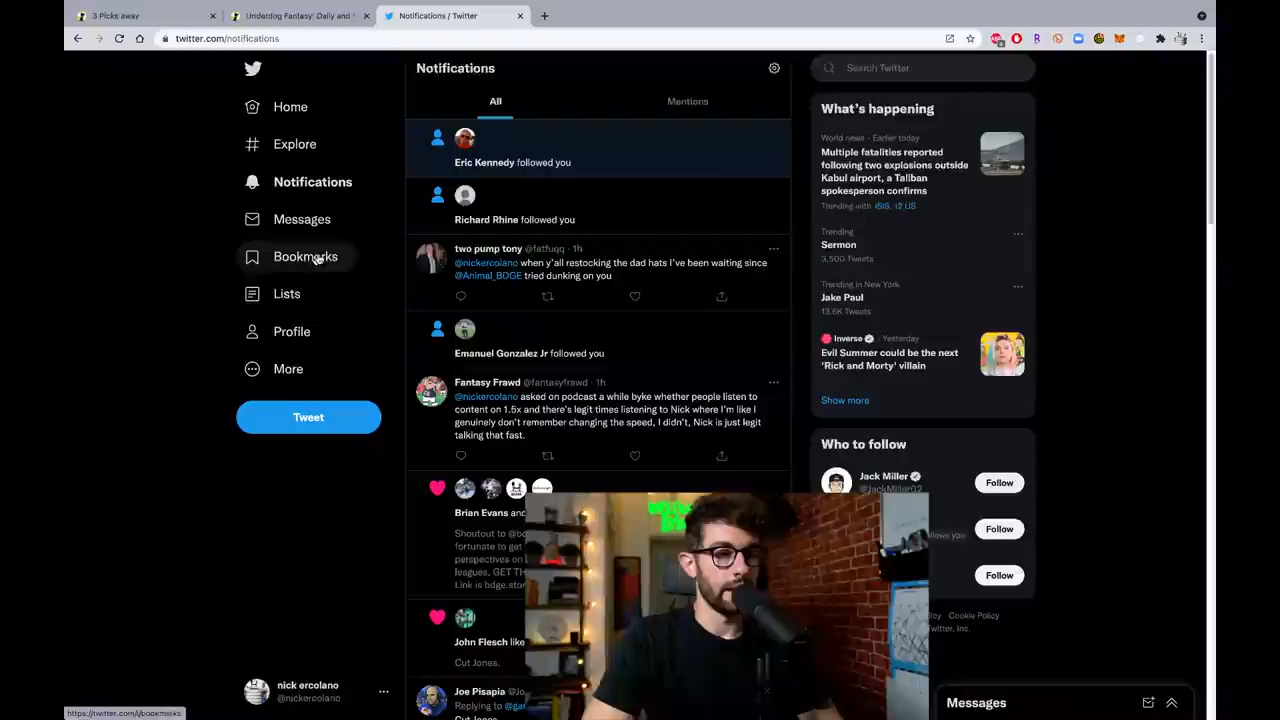 3 Picks away
Underdog Fantasy: Daily and
Notifications / Twitter
twitter.com/notifications
Home
Explore
Notifications
Messages
Bookmarks
Lists
Profile
More
Tweet
nick ercolano
@nickercolano
https://twitter.com/i/bookmarks
Notifications
All
Mentions
Eric Kennedy followed you
Richard Rhine followed you
two pump tony @fatfuqq · 1h
@nickercolano when y'all restocking the dad hats I've been waiting since
@Animal_BDGE tried dunking on you
Emanuel Gonzalez Jr followed you
Fantasy Frawd @fantasyfrawd · 1h
@nickercolano asked on podcast a while byke whether people listen to
content on 1.5x and there's legit times listening to Nick where I'm like I
genuinely don't remember changing the speed, I didn't, Nick is just legit
talking that fast.
Brian Evans and
Shoutout to @bd
fortunate to get
perspectives on
leagues, GET TH
Link is bdge.stor
John Flesch like
Cut Jones.
Joe Pisapia @Jo
Replying to @gar
Cut Jones
Search Twitter
What's happening
World news · Earlier today
Multiple fatalities reported
following two explosions outside
Kabul airport, a Taliban
spokesperson confirms
Trending with ISIS, 12 US
Trending
Sermon
3,500 Tweets
Trending in New York
Jake Paul
13.6K Tweets
Inverse · Yesterday
Evil Summer could be the next
'Rick and Morty' villain
Show more
Who to follow
Jack Miller
@JackMiller02
Follow
llows you
Follow
Follow
licy Cookie Policy
Twitter, Inc.
Messages